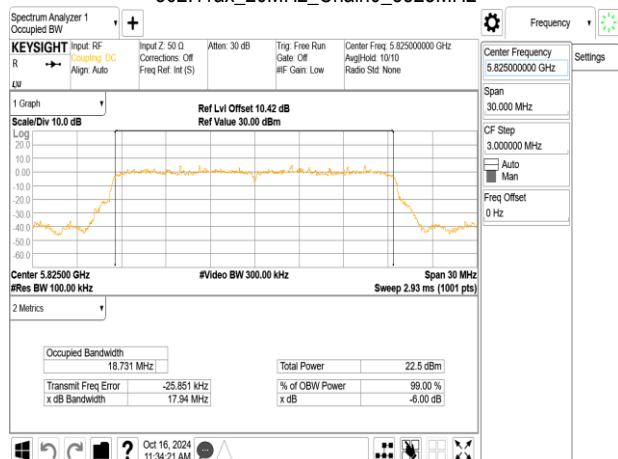 Spectrum Analyzer 1
Occupied BW
KEYSIGHT
R
LXI
Input: RF
Coupling: DC
Align: Auto
Input Z: 50 Ω
Corrections: Off
Freq Ref: Int (S)
Atten: 30 dB
Trig: Free Run
Gate: Off
#IF Gain: Low
Center Freq: 5.825000000 GHz
Avg|Hold: 10/10
Radio Std: None
1 Graph
Scale/Div 10.0 dB
Ref Lvl Offset 10.42 dB
Ref Value 30.00 dBm
Log
20.0
10.0
0.00
-10.0
-20.0
-30.0
-40.0
-50.0
-60.0
Center 5.82500 GHz
#Res BW 100.00 kHz
#Video BW 300.00 kHz
Span 30 MHz
Sweep 2.93 ms (1001 pts)
2 Metrics
Occupied Bandwidth
18.731 MHz
Transmit Freq Error -25.851 kHz
x dB Bandwidth 17.94 MHz
Total Power 22.5 dBm
% of OBW Power 99.00 %
x dB -6.00 dB
Oct 16, 2024
11:34:21 AM
Frequency
Center Frequency
5.825000000 GHz
Span
30.000 MHz
CF Step
3.000000 MHz
Auto
Man
Freq Offset
0 Hz
Settings